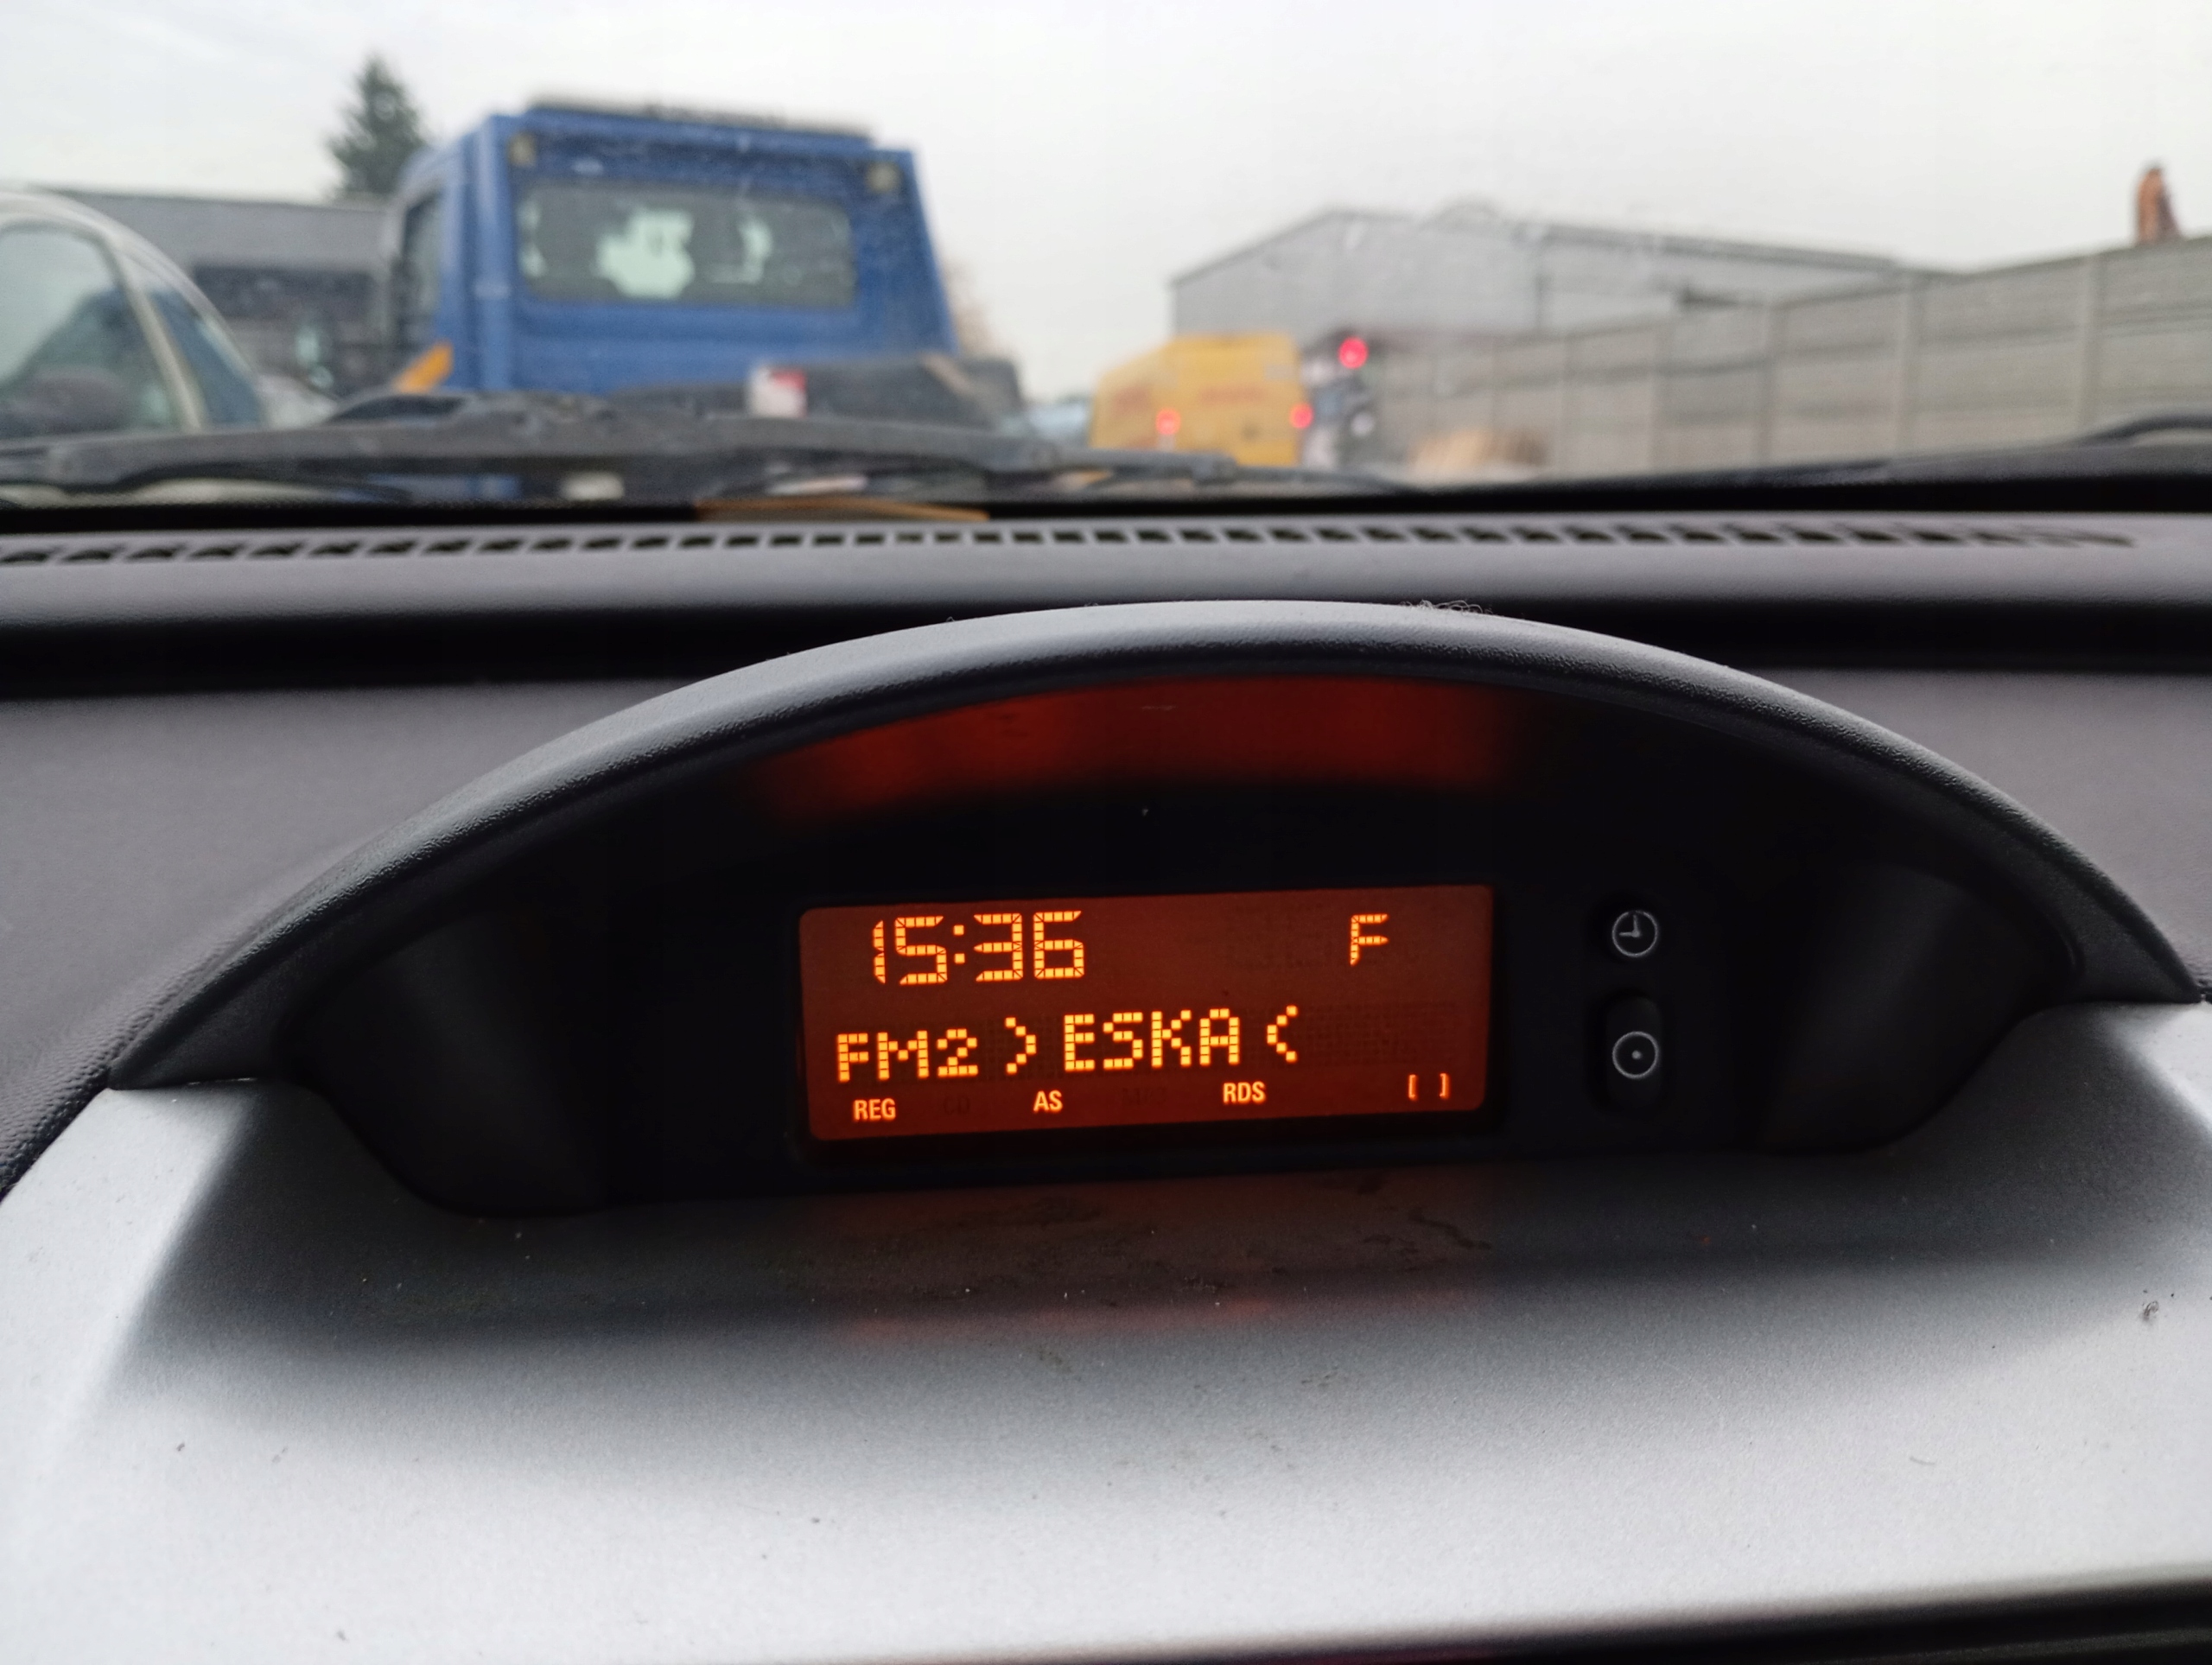 15:36 F
FM2 > ESKA <
REG AS RDS [ ]